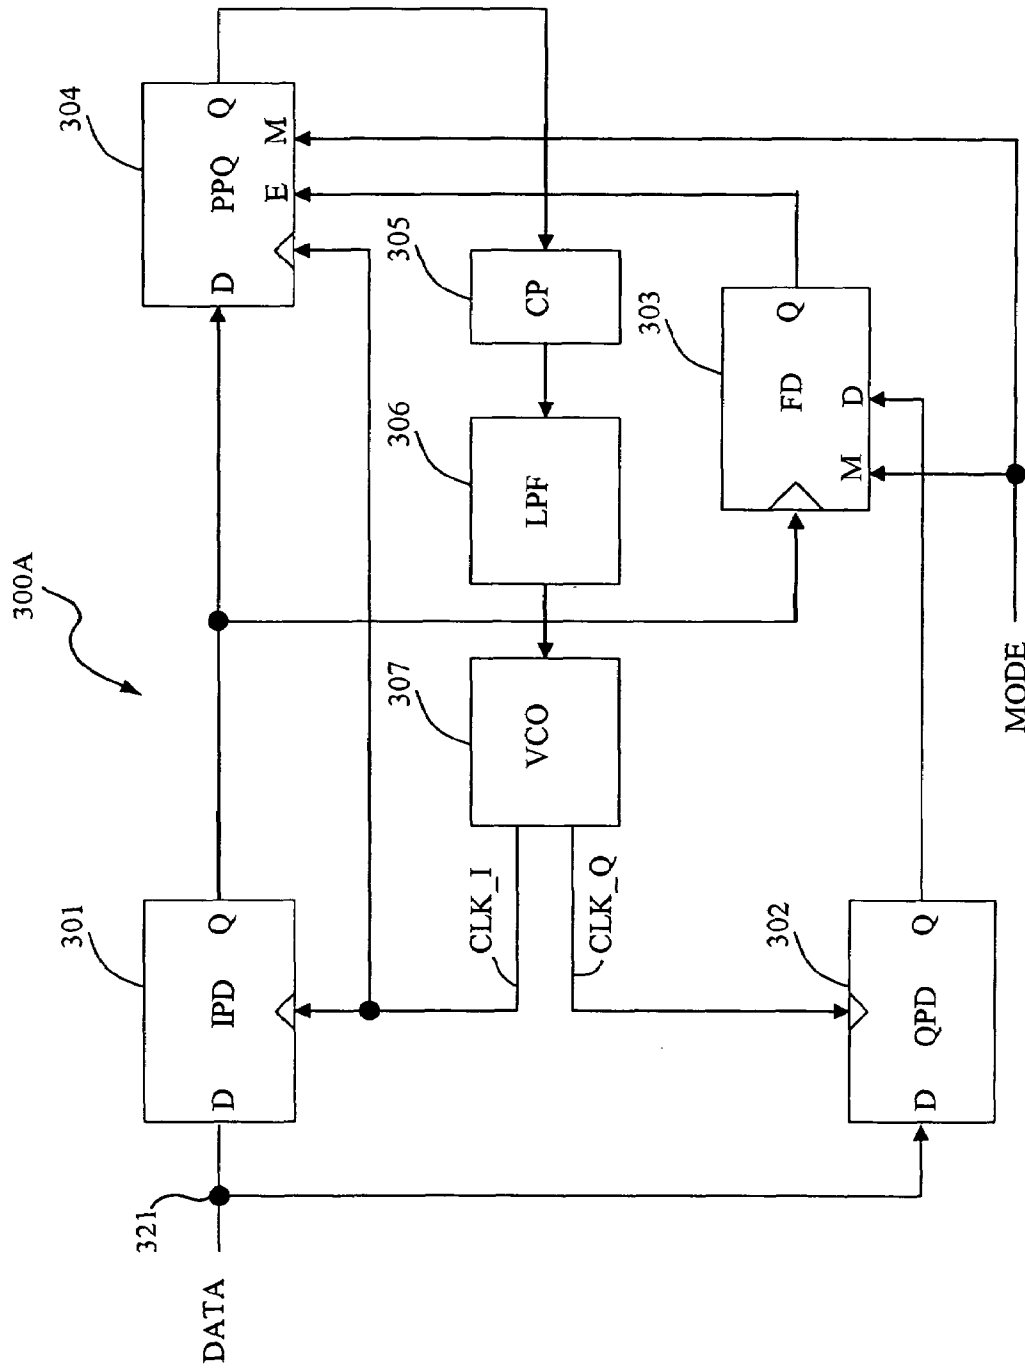 300A
DATA
321
D
IPD
Q
301
D
PPQ
Q
E
M
304
CLK_I
CLK_Q
VCO
307
LPF
306
CP
305
M
D
FD
Q
303
D
QPD
Q
302
MODE